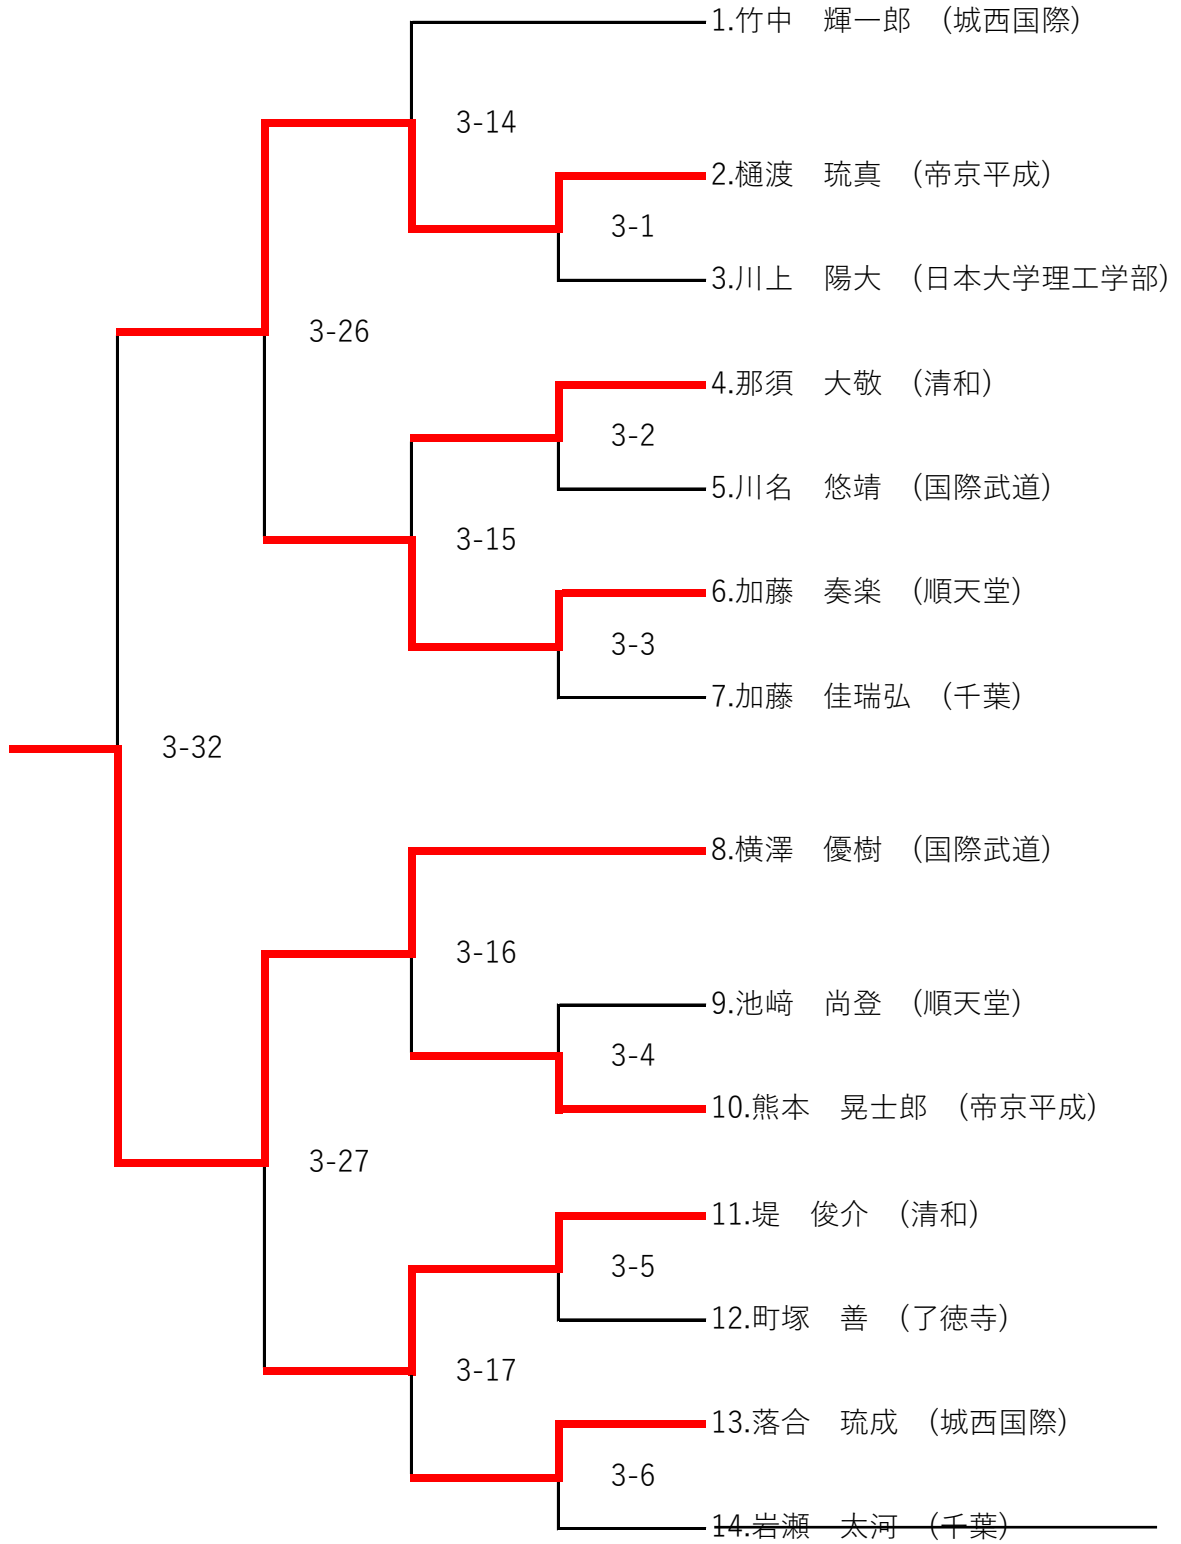 1.竹中　輝一郎　（城西国際）
3-14
2.樋渡　琉真　（帝京平成）
3-1
3.川上　陽大　（日本大学理工学部）
3-26
4.那須　大敬　（清和）
3-2
5.川名　悠靖　（国際武道）
3-15
6.加藤　奏楽　（順天堂）
3-3
7.加藤　佳瑞弘　（千葉）
3-32
8.横澤　優樹　（国際武道）
3-16
9.池﨑　尚登　（順天堂）
3-4
10.熊本　晃士郎　（帝京平成）
3-27
11.堤　俊介　（清和）
3-5
12.町塚　善　（了徳寺）
3-17
13.落合　琉成　（城西国際）
3-6
14.岩瀬　太河　（千葉）